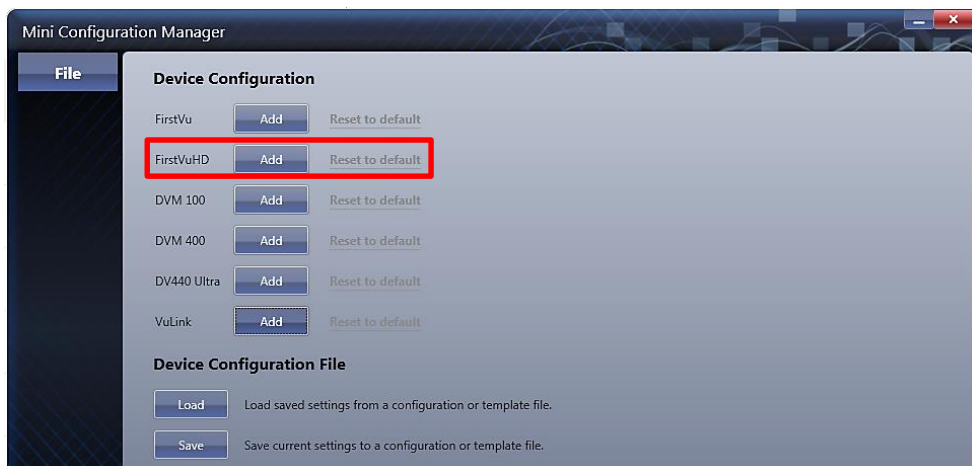 Mini Configuration Manager
File
Device Configuration
FirstVu Add Reset to default
FirstVuHD Add Reset to default
DVM 100 Add Reset to default
DVM 400 Add Reset to default
DV440 Ultra Add Reset to default
VuLink Add Reset to default
Device Configuration File
Load Load saved settings from a configuration or template file.
Save Save current settings to a configuration or template file.